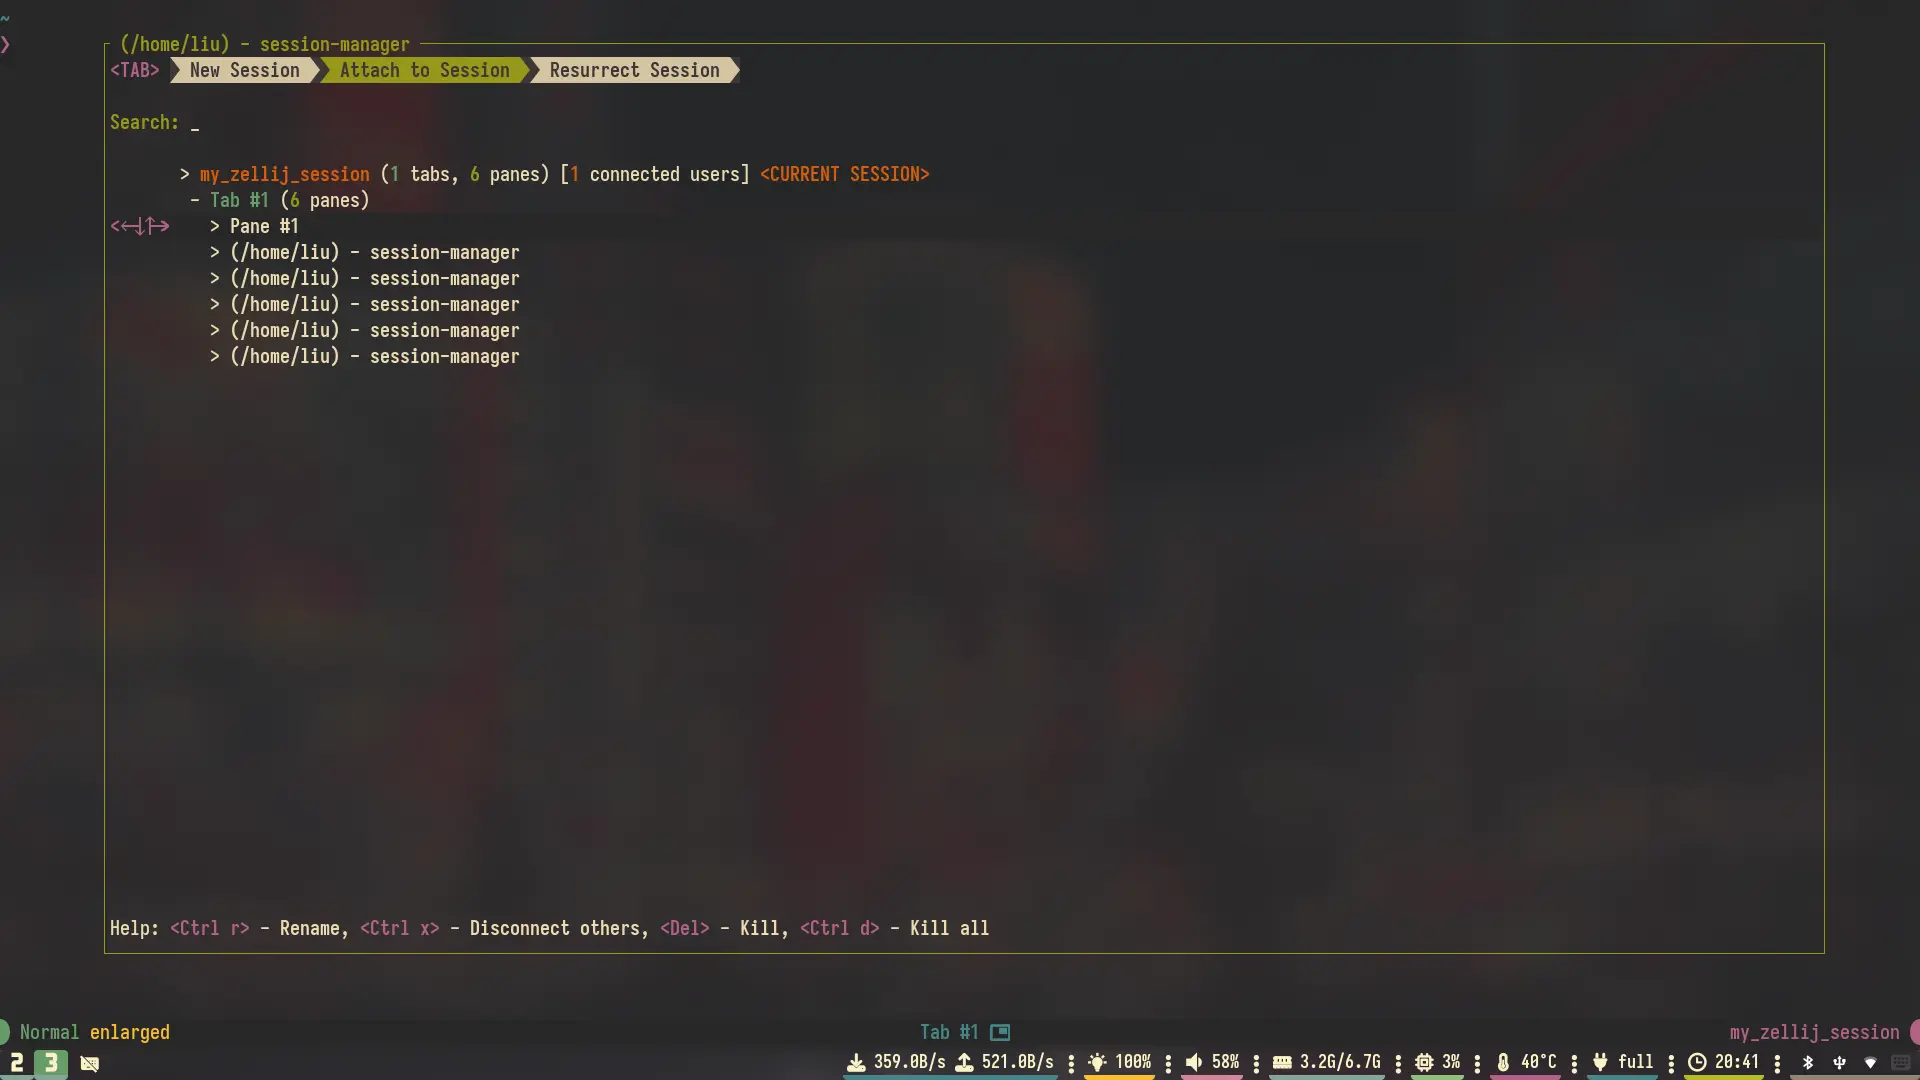 ~
❯
(/home/liu) - session-manager
<TAB> New Session Attach to Session Resurrect Session
Search: _
> my_zellij_session (1 tabs, 6 panes) [1 connected users] <CURRENT SESSION>
- Tab #1 (6 panes)
<←↓↑→> > Pane #1
> (/home/liu) - session-manager
> (/home/liu) - session-manager
> (/home/liu) - session-manager
> (/home/liu) - session-manager
> (/home/liu) - session-manager
Help: <Ctrl r> - Rename, <Ctrl x> - Disconnect others, <Del> - Kill, <Ctrl d> - Kill all
Normal enlarged Tab #1 my_zellij_session
2 3 359.0B/s 521.0B/s 100% 58% 3.2G/6.7G 3% 40°C full 20:41